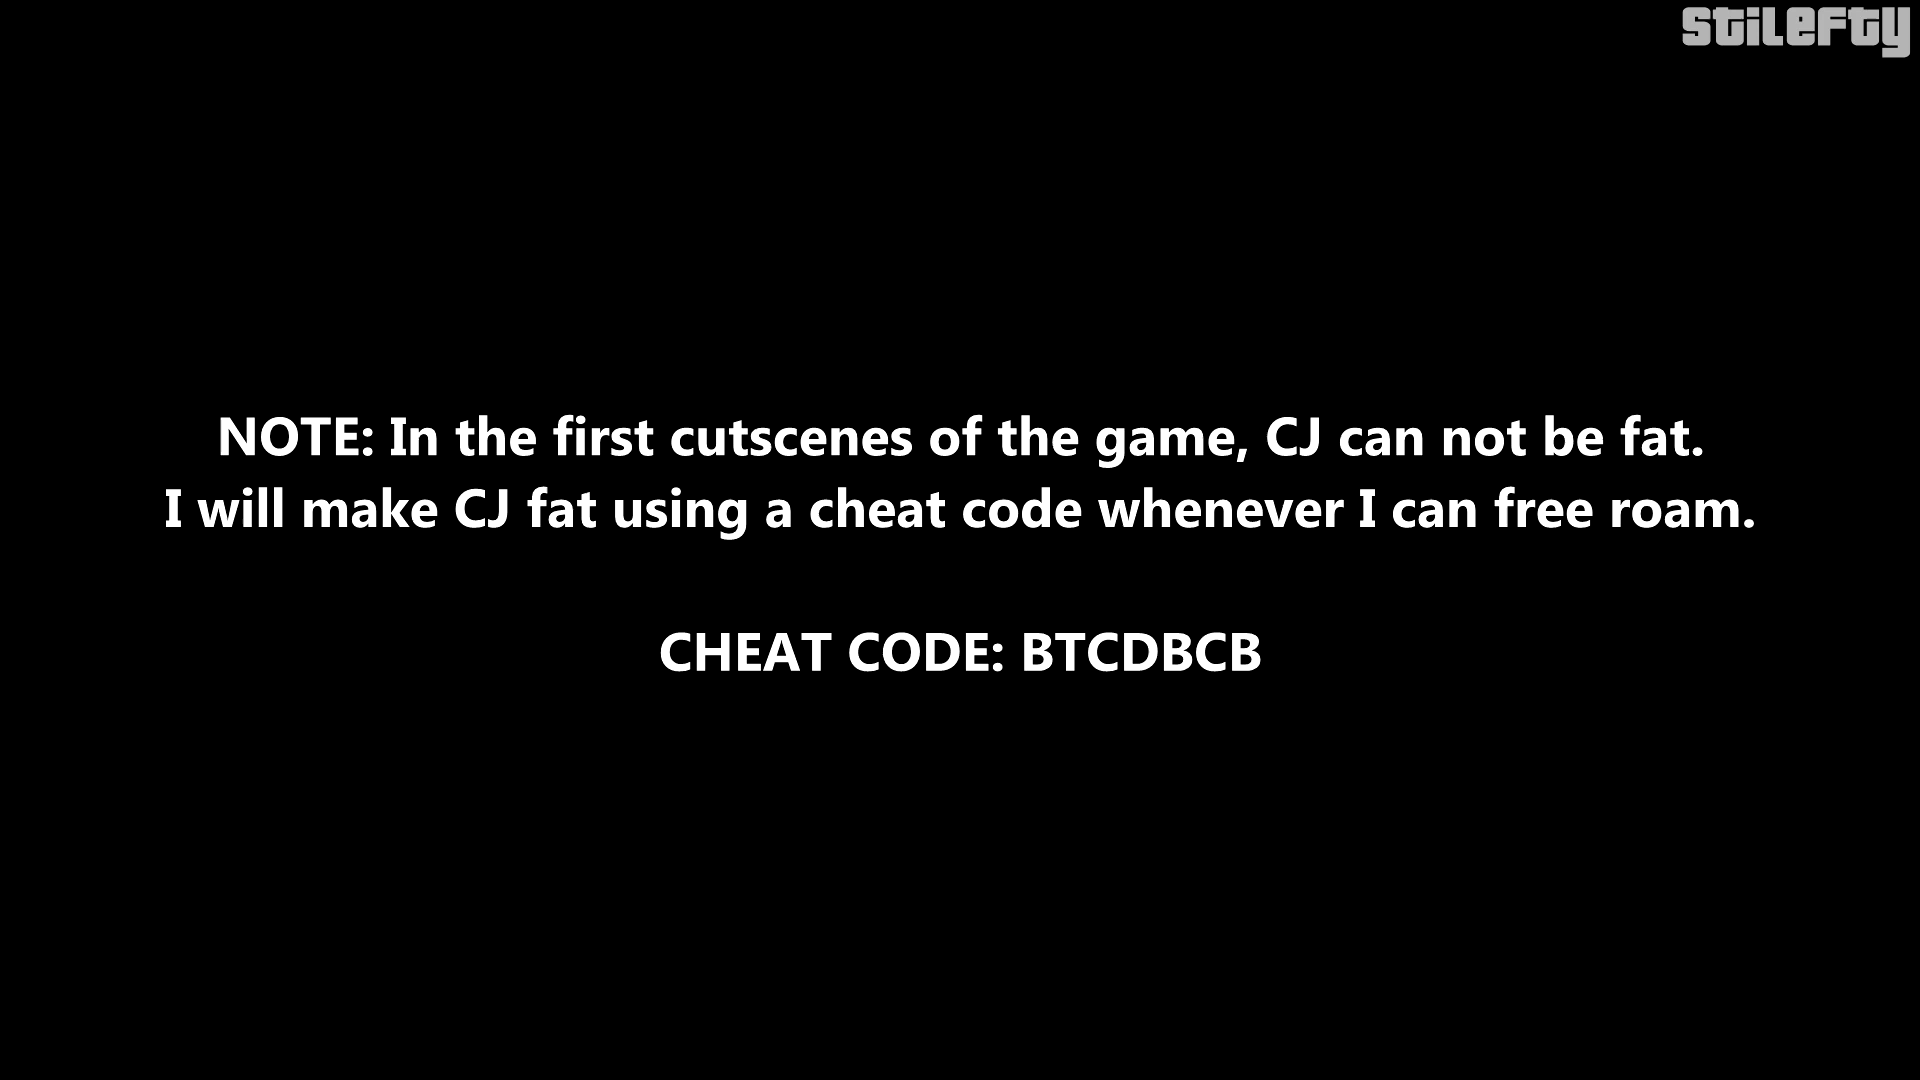 stilefty
NOTE: In the first cutscenes of the game, CJ can not be fat.
I will make CJ fat using a cheat code whenever I can free roam.
CHEAT CODE: BTCDBCB